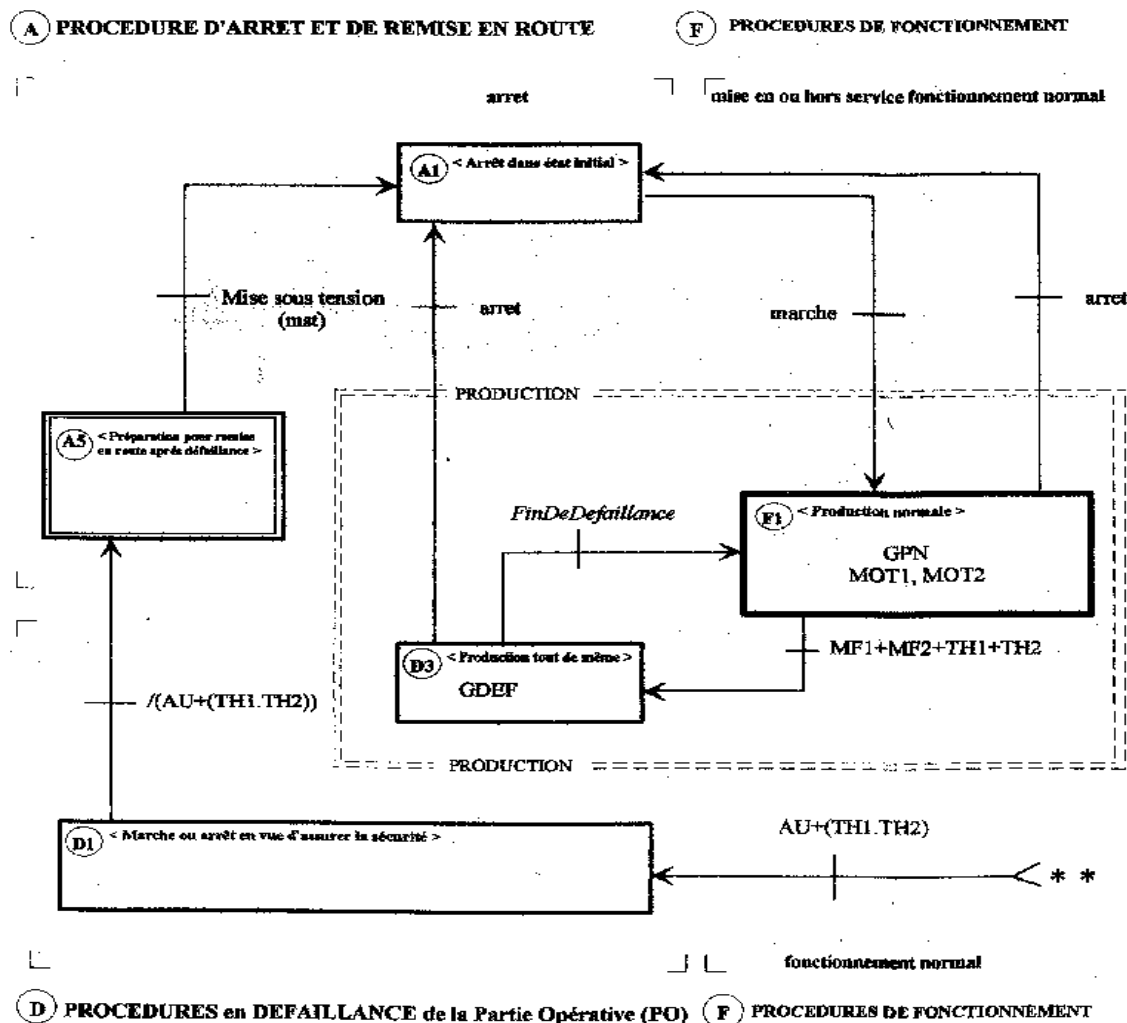 A PROCEDURE D'ARRET ET DE REMISE EN ROUTE
F PROCEDURES DE FONCTIONNEMENT
arret
mise en ou hors service fonctionnement normal
A1 < Arrêt dans état initial >
Mise sous tension
(mst)
arret
marche
arret
PRODUCTION
A5 < Préparation pour remise
en route après défaillance >
FinDeDefaillance
F1 < Production normale >
GPN
MOT1, MOT2
D3 < Production tout de même >
GDEF
MF1+MF2+TH1+TH2
/(AU+(TH1.TH2))
PRODUCTION
D1 < Marche ou arrêt en vue d'assurer la sécurité >
AU+(TH1.TH2)
* *
fonctionnement normal
D PROCEDURES en DEFAILLANCE de la Partie Opérative (PO)
F PROCEDURES DE FONCTIONNEMENT